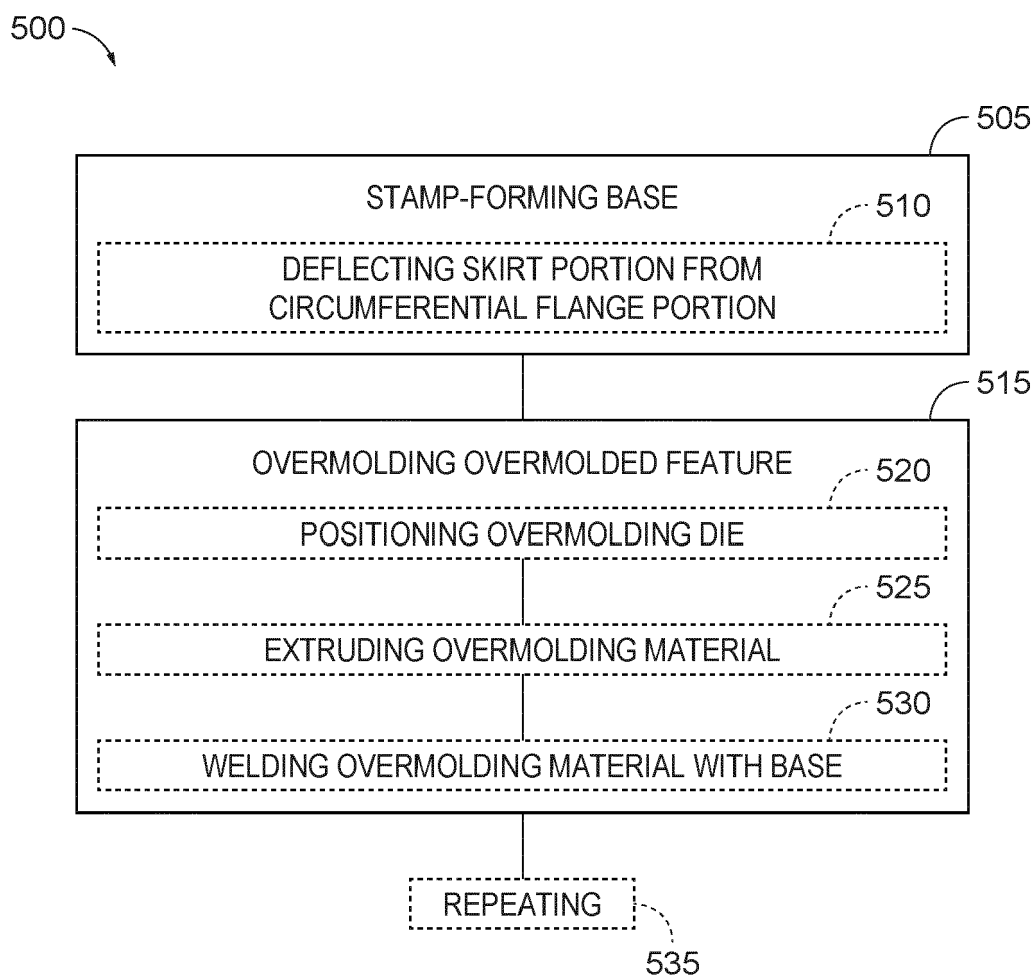 500
505
STAMP-FORMING BASE
510
DEFLECTING SKIRT PORTION FROM
CIRCUMFERENTIAL FLANGE PORTION
515
OVERMOLDING OVERMOLDED FEATURE
520
POSITIONING OVERMOLDING DIE
525
EXTRUDING OVERMOLDING MATERIAL
530
WELDING OVERMOLDING MATERIAL WITH BASE
REPEATING
535